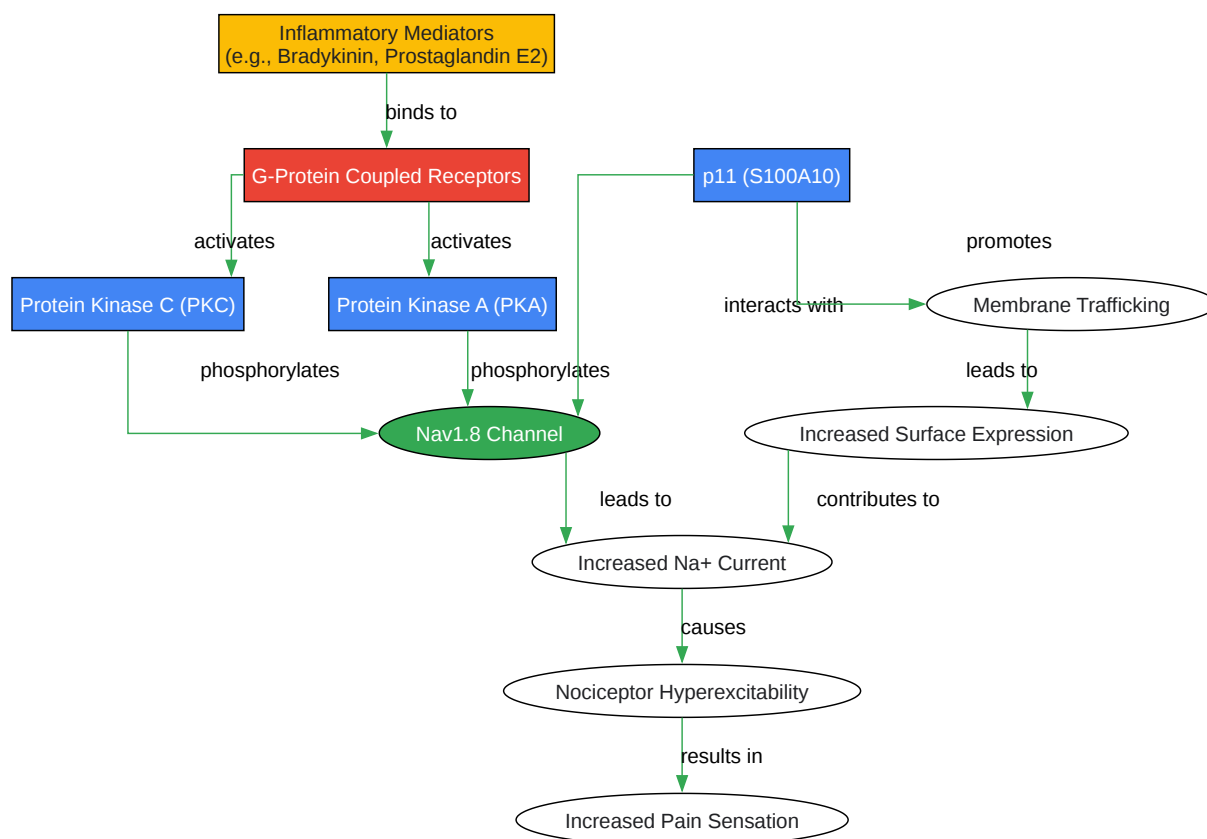 Inflammatory Mediators
(e.g., Bradykinin, Prostaglandin E2)
binds to
G-Protein Coupled Receptors
p11 (S100A10)
activates
activates
promotes
Protein Kinase C (PKC)
Protein Kinase A (PKA)
interacts with
Membrane Trafficking
phosphorylates
phosphorylates
leads to
Nav1.8 Channel
Increased Surface Expression
leads to
contributes to
Increased Na+ Current
causes
Nociceptor Hyperexcitability
results in
Increased Pain Sensation